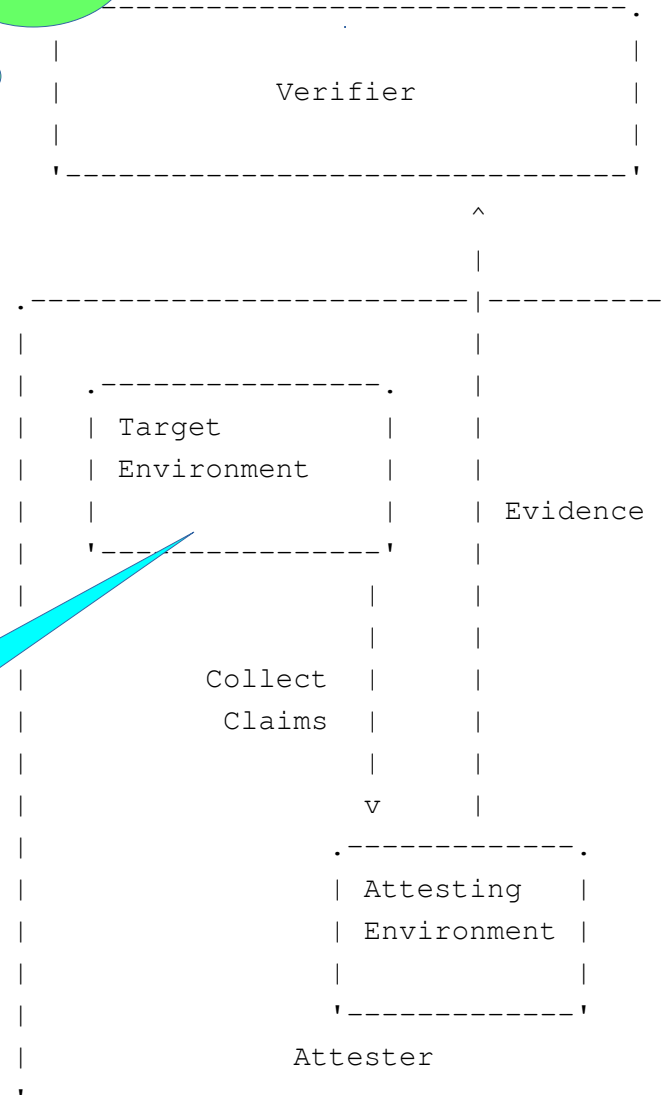 .--------------------------------.
|                                |
|            Verifier            |
|                                |
'--------------------------------'
^
|
.-------------------------|----------
|                         |
|   .----------------.    |
|   | Target         |    |
|   | Environment    |    |
|   |                |    | Evidence
|   '----------------'    |
|                   |     |
|                   |     |
|          Collect  |     |
|           Claims  |     |
|                   |     |
|                   v     |
|                 .-------------.
|                 | Attesting   |
|                 | Environment |
|                 |             |
|                 '-------------'
|               Attester
'